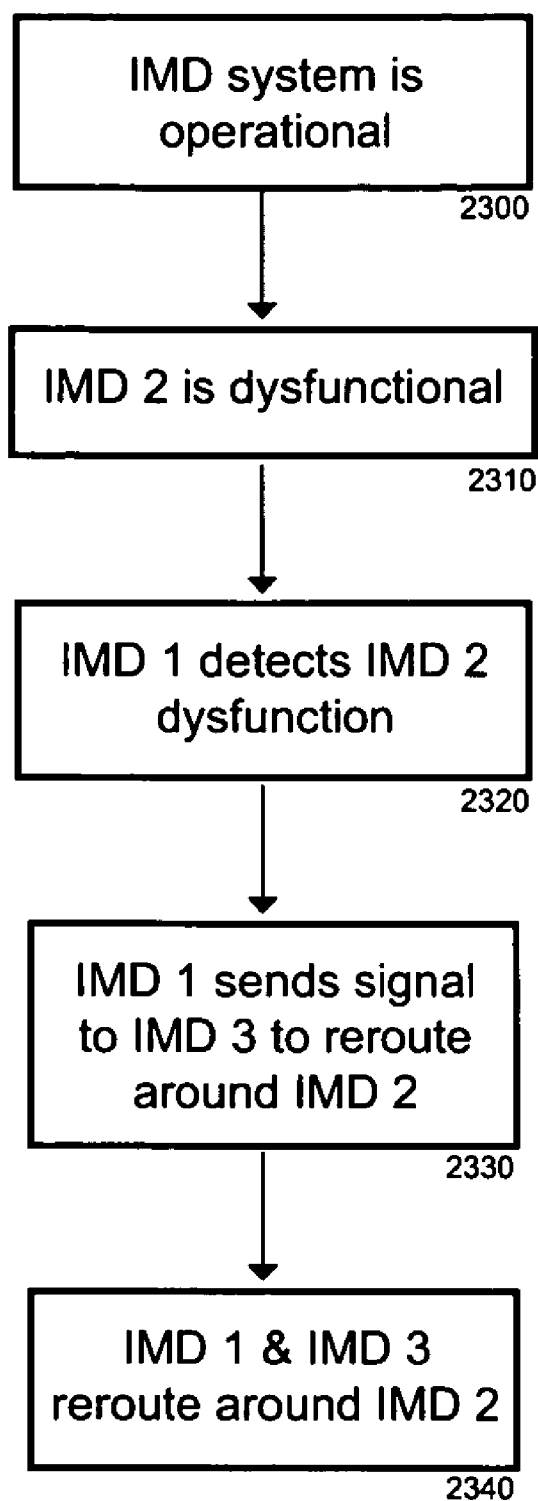 IMD system is
operational
2300
IMD 2 is dysfunctional
2310
IMD 1 detects IMD 2
dysfunction
2320
IMD 1 sends signal
to IMD 3 to reroute
around IMD 2
2330
IMD 1 & IMD 3
reroute around IMD 2
2340